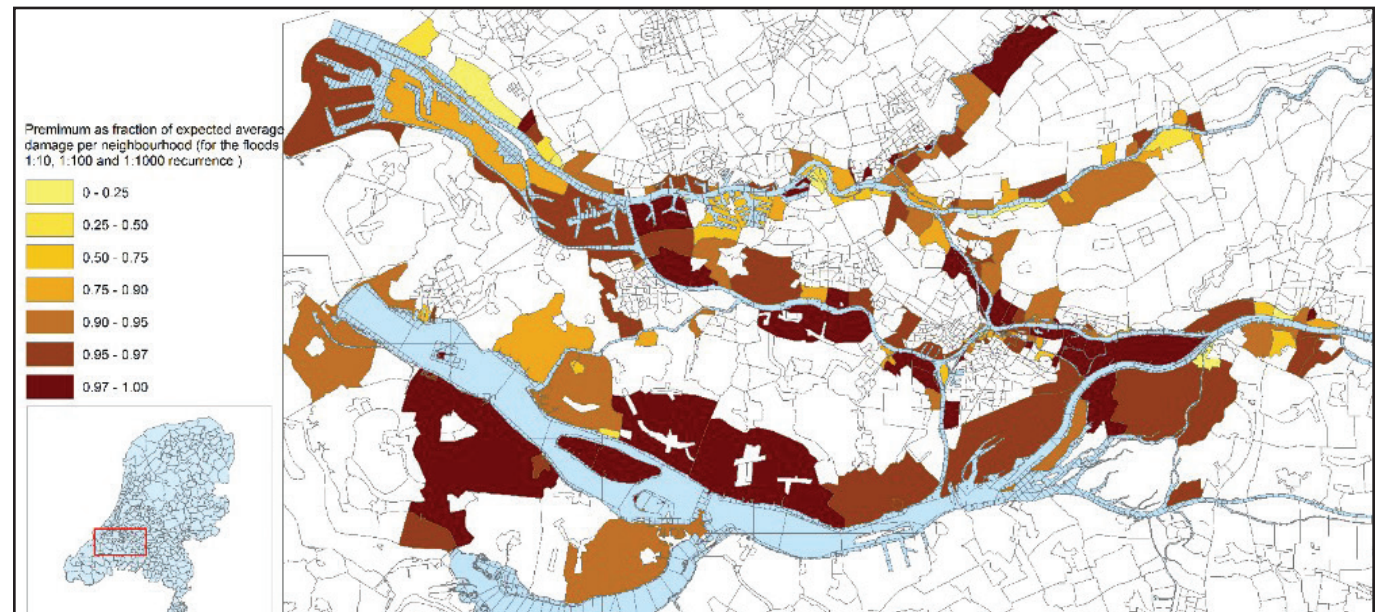 Premimum as fraction of expected average
damage per neighbourhood (for the floods
1:10, 1:100 and 1:1000 recurrence )
0 - 0.25
0.25 - 0.50
0.50 - 0.75
0.75 - 0.90
0.90 - 0.95
0.95 - 0.97
0.97 - 1.00